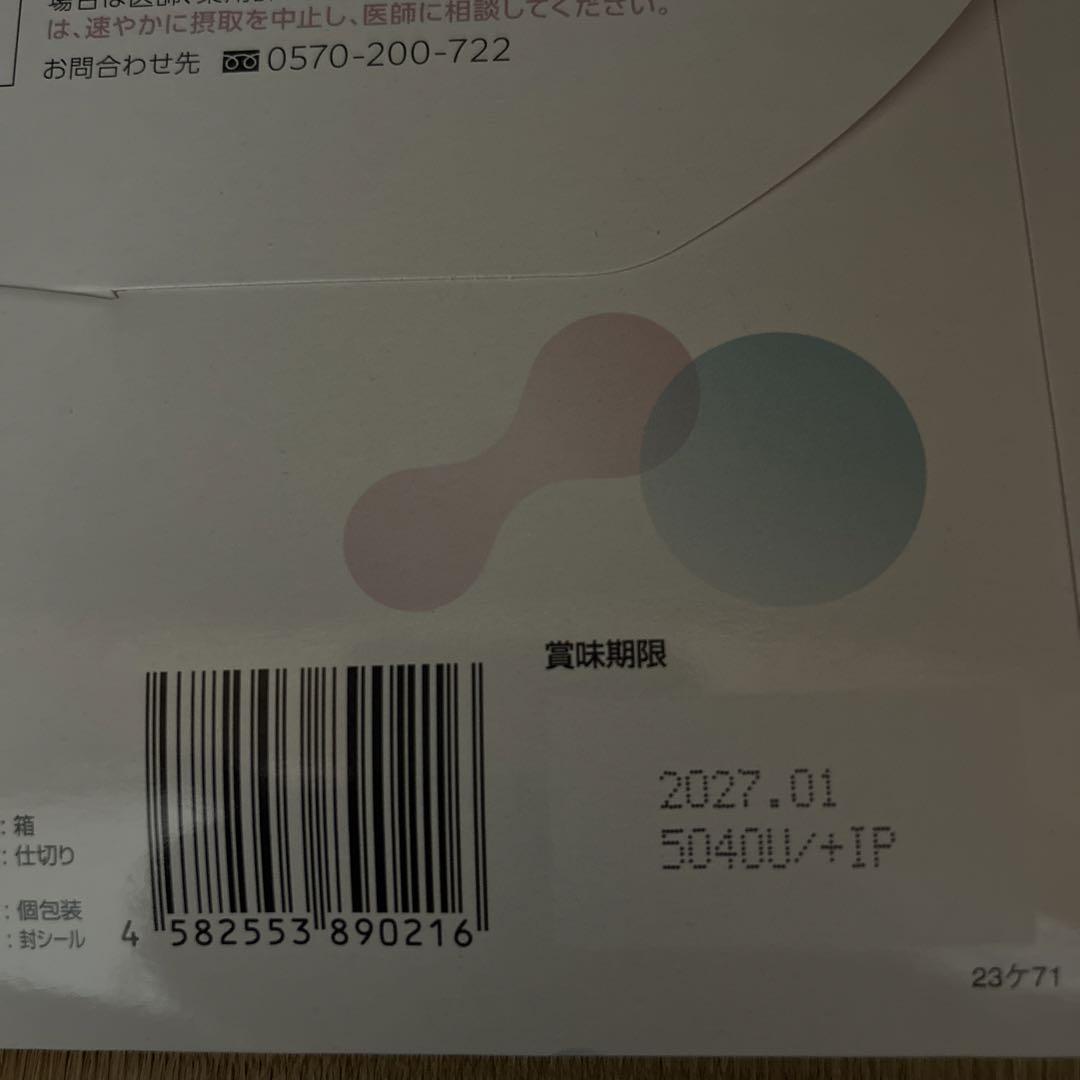 は、速やかに摂取を中止し、医師に相談してください。
お問合わせ先 0570-200-722
賞味期限
2027.01
5040U/+IP
: 箱
: 仕切り
: 個包装
: 封シール
4 582553 890216
23ケ71